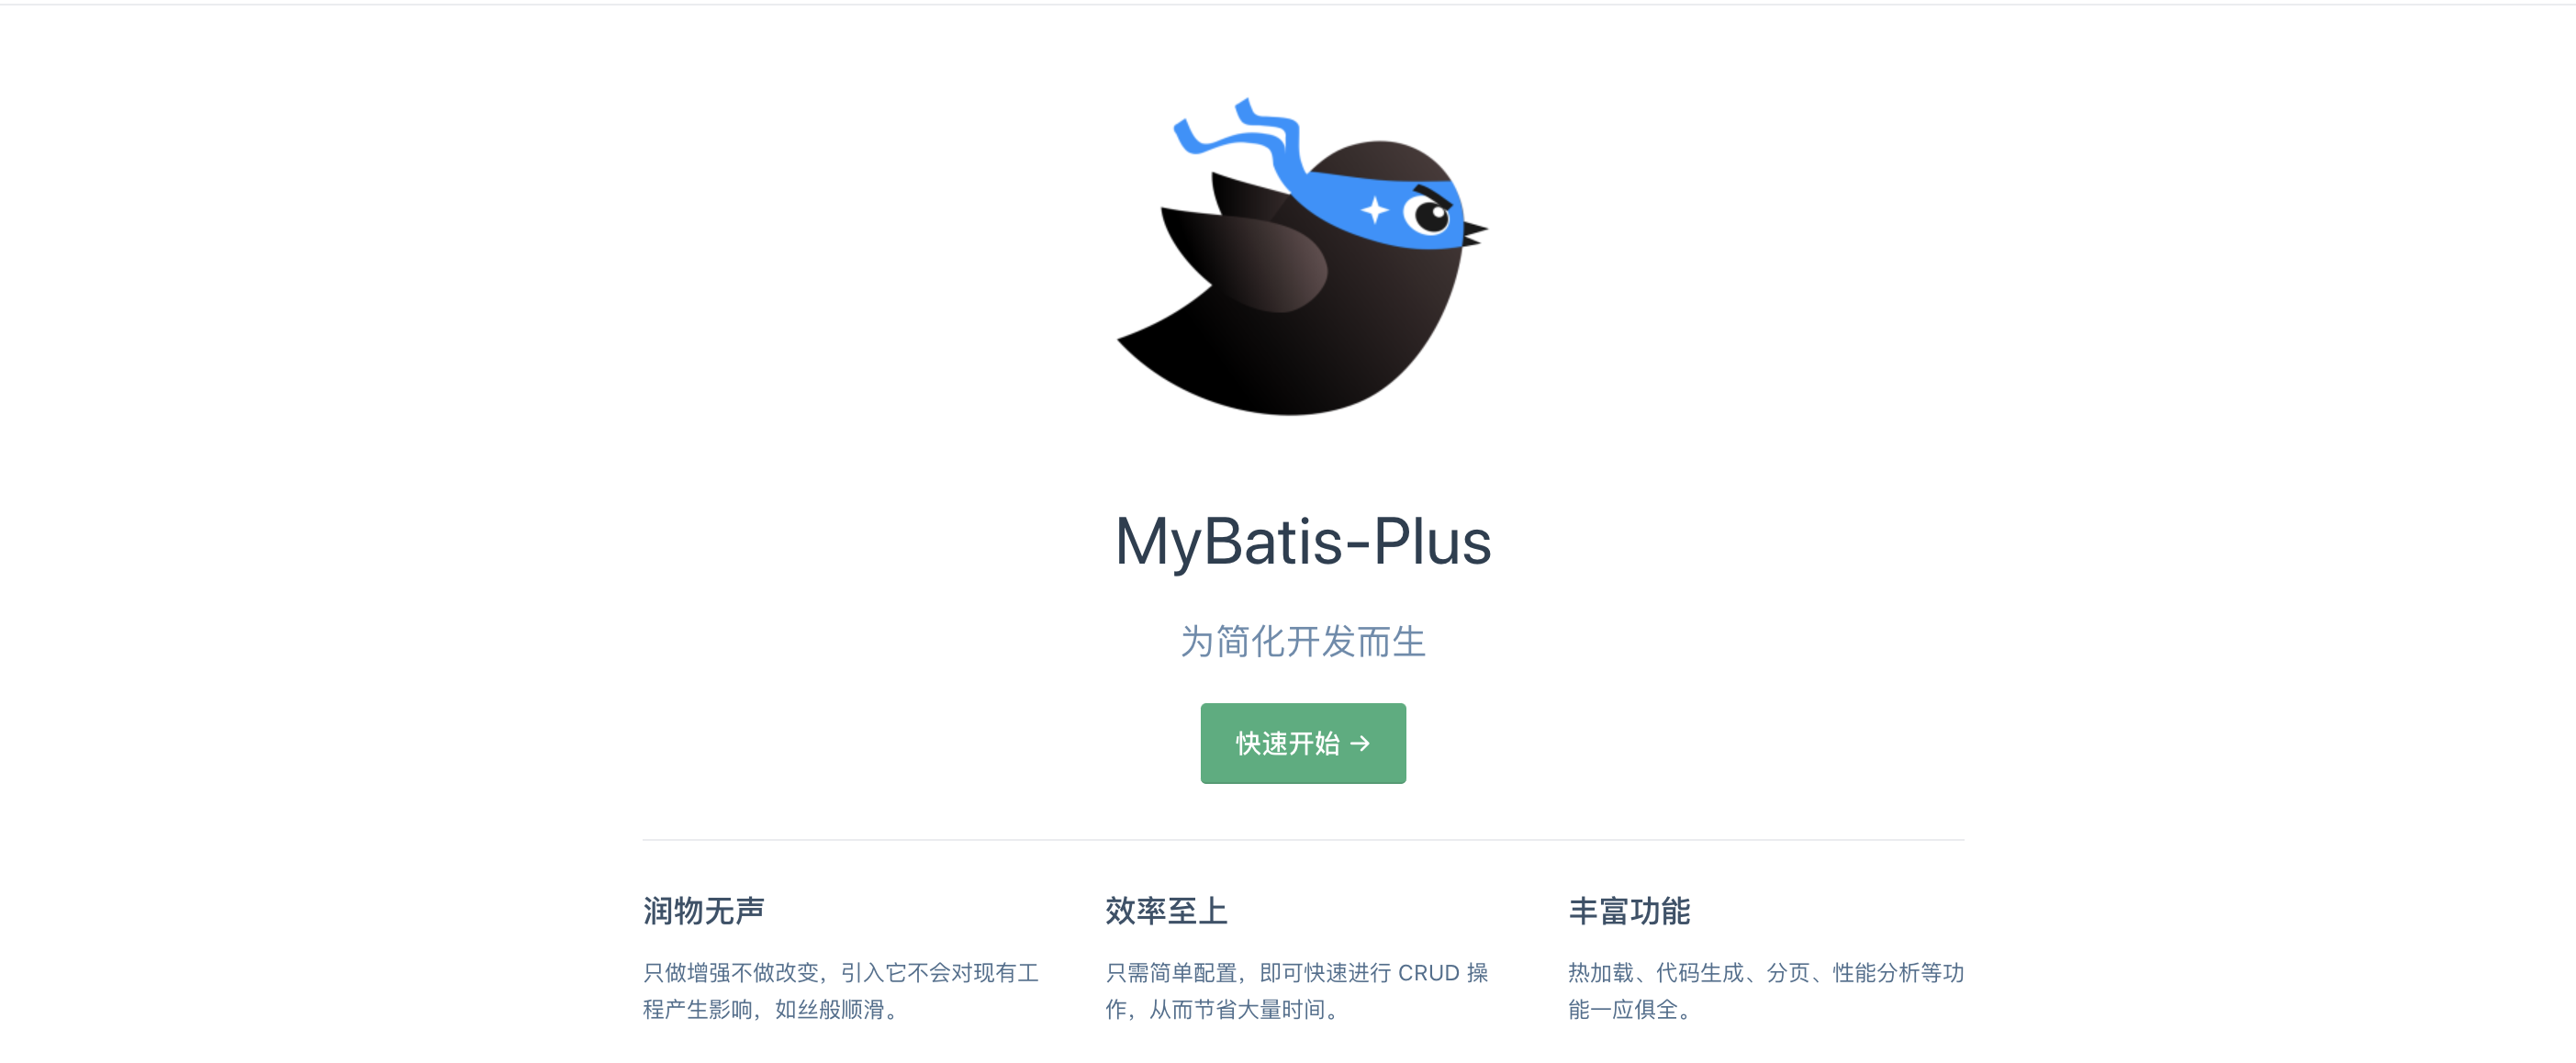 MyBatis-Plus
为简化开发而生
快速开始 →
润物无声
只做增强不做改变，引入它不会对现有工
程产生影响，如丝般顺滑。
效率至上
只需简单配置，即可快速进行 CRUD 操
作，从而节省大量时间。
丰富功能
热加载、代码生成、分页、性能分析等功
能一应俱全。